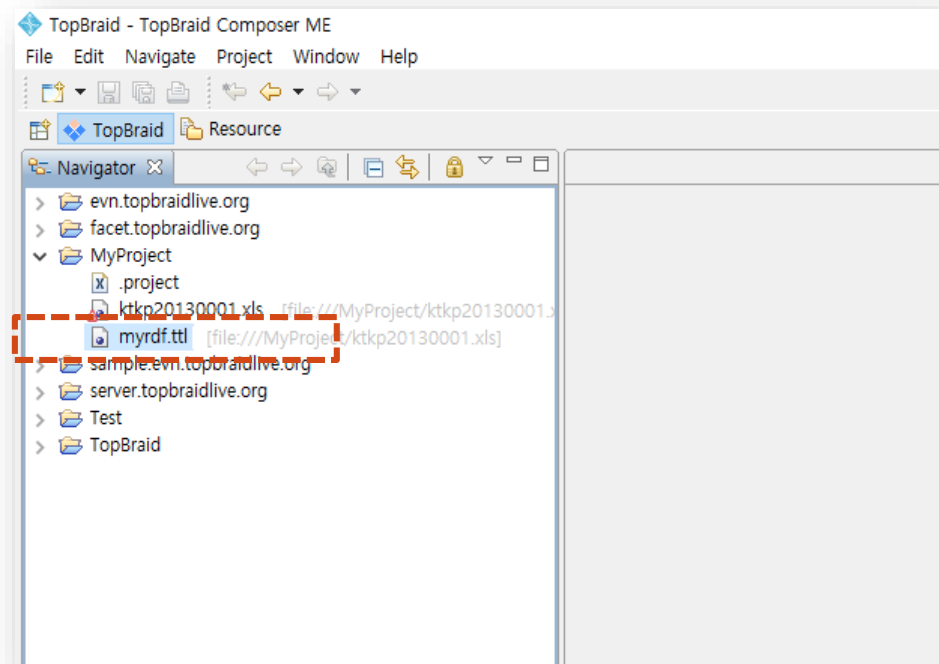 TopBraid - TopBraid Composer ME
File Edit Navigate Project Window Help
TopBraid Resource
Navigator
evn.topbraidlive.org
facet.topbraidlive.org
MyProject
.project
ktkp20130001.xls [file:///MyProject/ktkp20130001.x
myrdf.ttl [file:///MyProject/ktkp20130001.xls]
sample.evn.topbraidlive.org
server.topbraidlive.org
Test
TopBraid